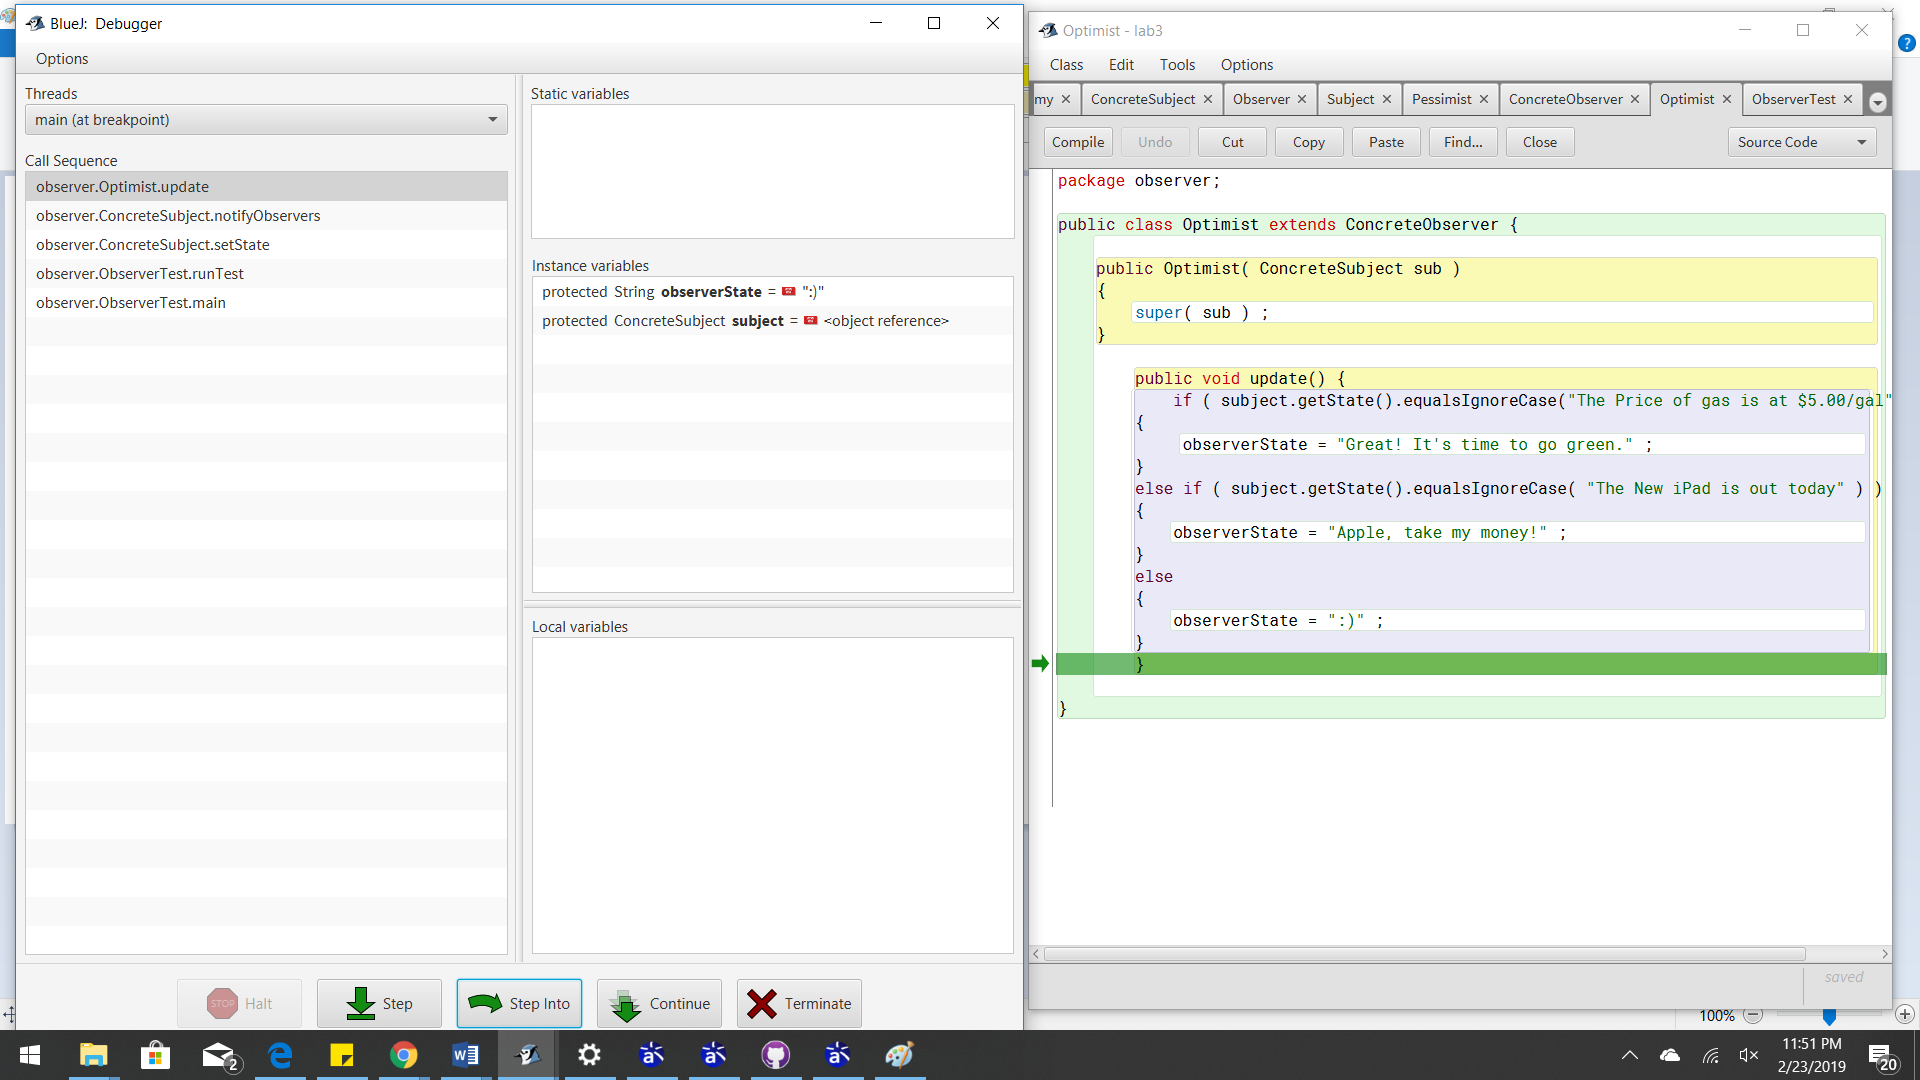 BlueJ: Debugger
Options
Threads
main (at breakpoint)
Call Sequence
observer.Optimist.update
observer.ConcreteSubject.notifyObservers
observer.ConcreteSubject.setState
observer.ObserverTest.runTest
observer.ObserverTest.main
Static variables
Instance variables
protected String observerState = ":)"
protected ConcreteSubject subject = <object reference>
Local variables
STOP Halt
Step
Step Into
Continue
Terminate
Optimist - lab3
Class Edit Tools Options
my × ConcreteSubject × Observer × Subject × Pessimist × ConcreteObserver × Optimist × ObserverTest ×
Compile Undo Cut Copy Paste Find... Close Source Code
package observer;
public class Optimist extends ConcreteObserver {
public Optimist( ConcreteSubject sub )
{
super( sub ) ;
}
public void update() {
if ( subject.getState().equalsIgnoreCase("The Price of gas is at $5.00/gal"
{
observerState = "Great! It's time to go green." ;
}
else if ( subject.getState().equalsIgnoreCase( "The New iPad is out today" ) )
{
observerState = "Apple, take my money!" ;
}
else
{
observerState = ":)" ;
}
}
}
saved
100%
2
11:51 PM
2/23/2019
20